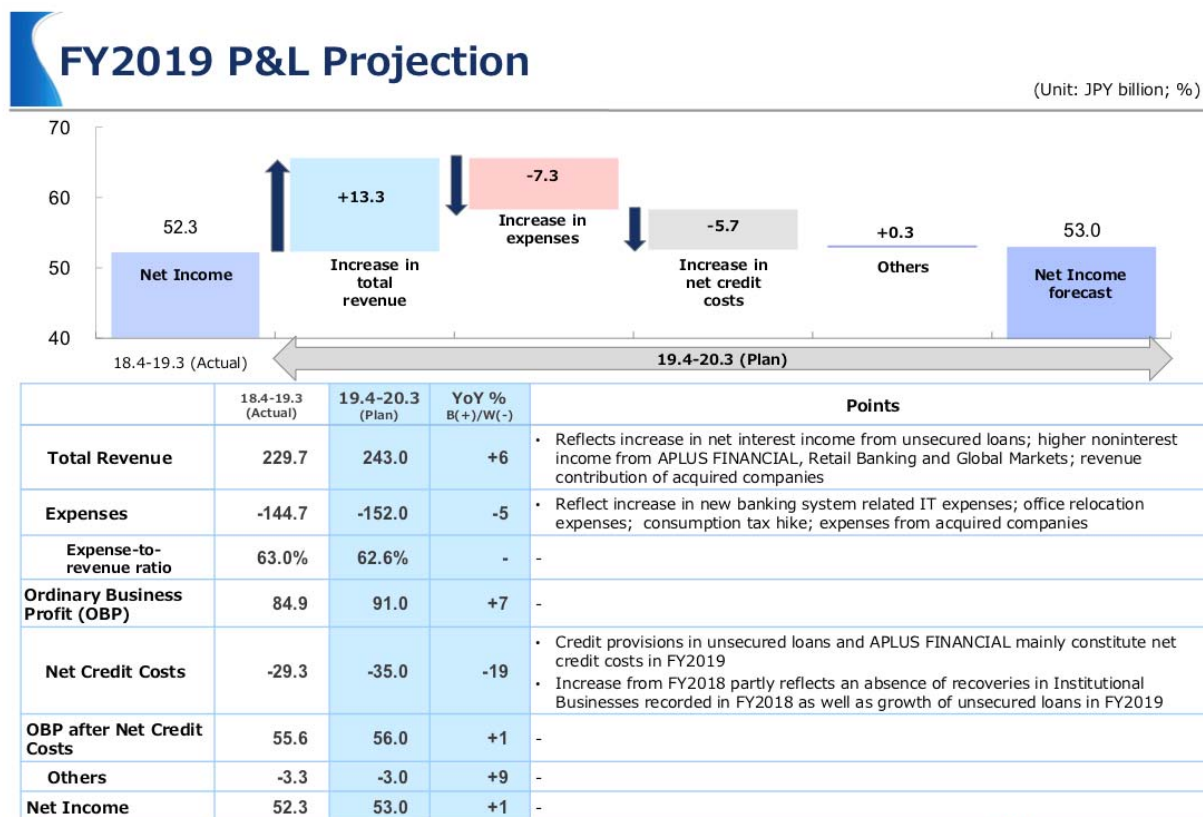 FY2019 P&L Projection
(Unit: JPY billion; %)
70
60
50
40
52.3
Net Income
+13.3
Increase in
total
revenue
-7.3
Increase in
expenses
-5.7
Increase in
net credit
costs
+0.3
Others
53.0
Net Income
forecast
18.4-19.3 (Actual)
19.4-20.3 (Plan)
18.4-19.3
(Actual)
19.4-20.3
(Plan)
YoY %
B(+)/W(-)
Points
Total Revenue
229.7
243.0
+6
• Reflects increase in net interest income from unsecured loans; higher noninterest
income from APLUS FINANCIAL, Retail Banking and Global Markets; revenue
contribution of acquired companies
Expenses
-144.7
-152.0
-5
• Reflect increase in new banking system related IT expenses; office relocation
expenses; consumption tax hike; expenses from acquired companies
Expense-to-
revenue ratio
63.0%
62.6%
-
-
Ordinary Business
Profit (OBP)
84.9
91.0
+7
-
Net Credit Costs
-29.3
-35.0
-19
• Credit provisions in unsecured loans and APLUS FINANCIAL mainly constitute net
credit costs in FY2019
• Increase from FY2018 partly reflects an absence of recoveries in Institutional
Businesses recorded in FY2018 as well as growth of unsecured loans in FY2019
OBP after Net Credit
Costs
55.6
56.0
+1
-
Others
-3.3
-3.0
+9
-
Net Income
52.3
53.0
+1
-